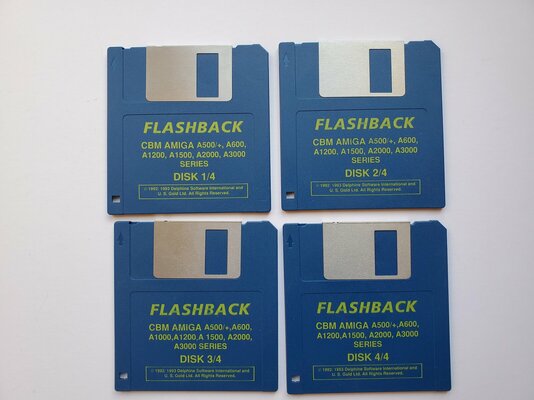 FLASHBACK
CBM AMIGA A500/+, A600,
A1200, A1500, A2000, A3000
SERIES
DISK 1/4
© 1992, 1993 Delphine Software International and
U. S. Gold Ltd. All Rights Reserved.
FLASHBACK
CBM AMIGA A500/+, A600,
A1200, A1500, A2000, A3000
SERIES
DISK 2/4
© 1992, 1993 Delphine Software International and
U. S. Gold Ltd. All Rights Reserved.
FLASHBACK
CBM AMIGA A500/+,A600,
A1000,A1200,A 1500, A2000,
A3000 SERIES
DISK 3/4
© 1992, 1993 Delphine Software International and
U. S. Gold Ltd. All Rights Reserved.
FLASHBACK
CBM AMIGA A500/+,A600,
A1200,A1500, A2000, A3000
SERIES
DISK 4/4
© 1992, 1993 Delphine Software International and
U. S. Gold Ltd. All Rights Reserved.